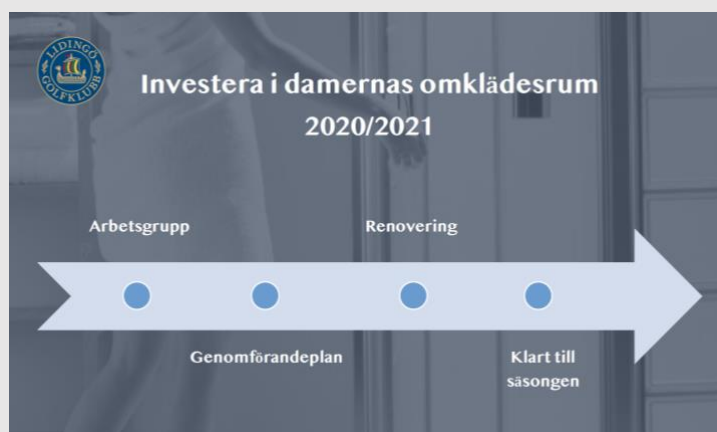 LIDINGÖ
GOLFKLUBB
Investera i damernas omklädesrum
2020/2021
Arbetsgrupp
Renovering
Genomförandeplan
Klart till
säsongen